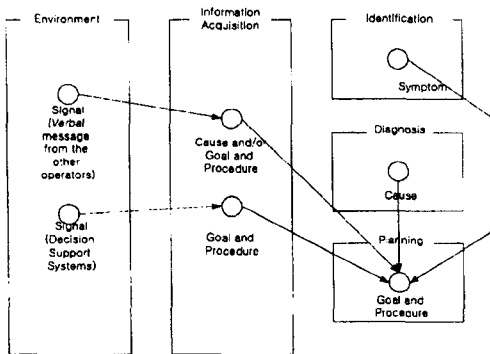 Environment
Information
Acquisition
Identification
Signal
(Verbal
message
from the
other
operators)
Signal
(Decision
Support
Systems)
Cause and/o
Goal and
Procedure
Goal and
Procedure
Symptom
Diagnosis
Cause
Planning
Goal and
Procedure